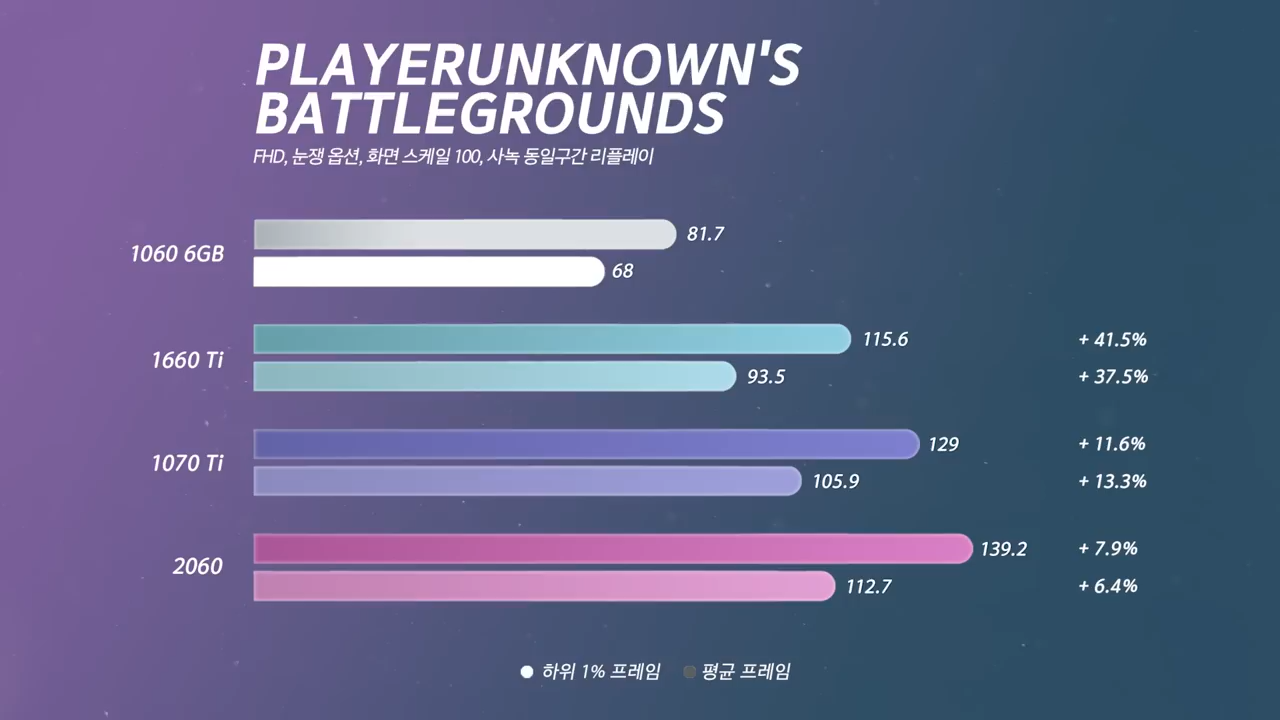 PLAYERUNKNOWN'S
BATTLEGROUNDS
FHD, 눈쟁 옵션, 화면 스케일 100, 사녹 동일구간 리플레이
1060 6GB
81.7
68
1660 Ti
115.6
+ 41.5%
93.5
+ 37.5%
1070 Ti
129
+ 11.6%
105.9
+ 13.3%
2060
139.2
+ 7.9%
112.7
+ 6.4%
하위 1% 프레임 평균 프레임